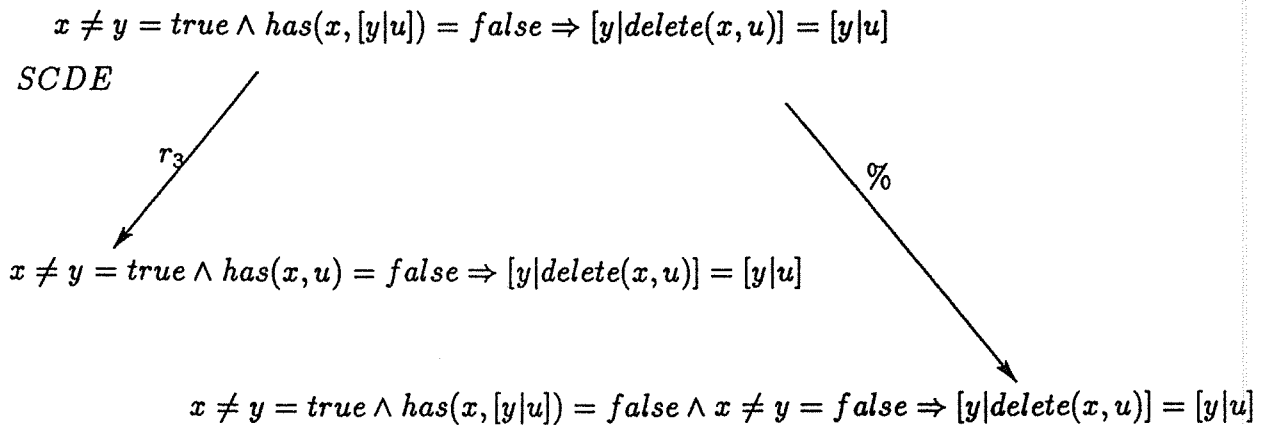 x ≠ y = true ∧ has(x, [y|u]) = false ⇒ [y|delete(x, u)] = [y|u]
SCDE
r₃
%
x ≠ y = true ∧ has(x, u) = false ⇒ [y|delete(x, u)] = [y|u]
x ≠ y = true ∧ has(x, [y|u]) = false ∧ x ≠ y = false ⇒ [y|delete(x, u)] = [y|u]